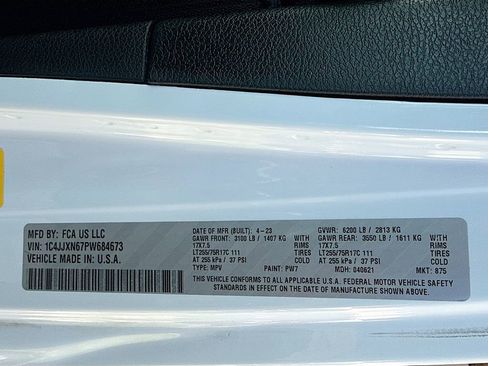 MFD BY: FCA US LLC
VIN: 1C4JJXN67PW684673
VEHICLE MADE IN: U.S.A.
DATE OF MFR (BUILT): 4-23 GVWR: 6200 LB / 2813 KG
GAWR FRONT: 3100 LB / 1407 KG WITH GAWR REAR: 3550 LB / 1611 KG WITH
17X7.5 RIMS 17X7.5 RIMS
LT255/75R17C 111 TIRES LT255/75R17C 111 TIRES
AT 255 kPa / 37 PSI COLD AT 255 kPa / 37 PSI COLD
TYPE: MPV PAINT: PW7 MDH: 040621 MKT: 875
THIS VEHICLE CONFORMS TO ALL APPLICABLE U.S.A. FEDERAL MOTOR VEHICLE SAFETY
STANDARDS IN EFFECT ON THE DATE OF MANUFACTURE SHOWN ABOVE.